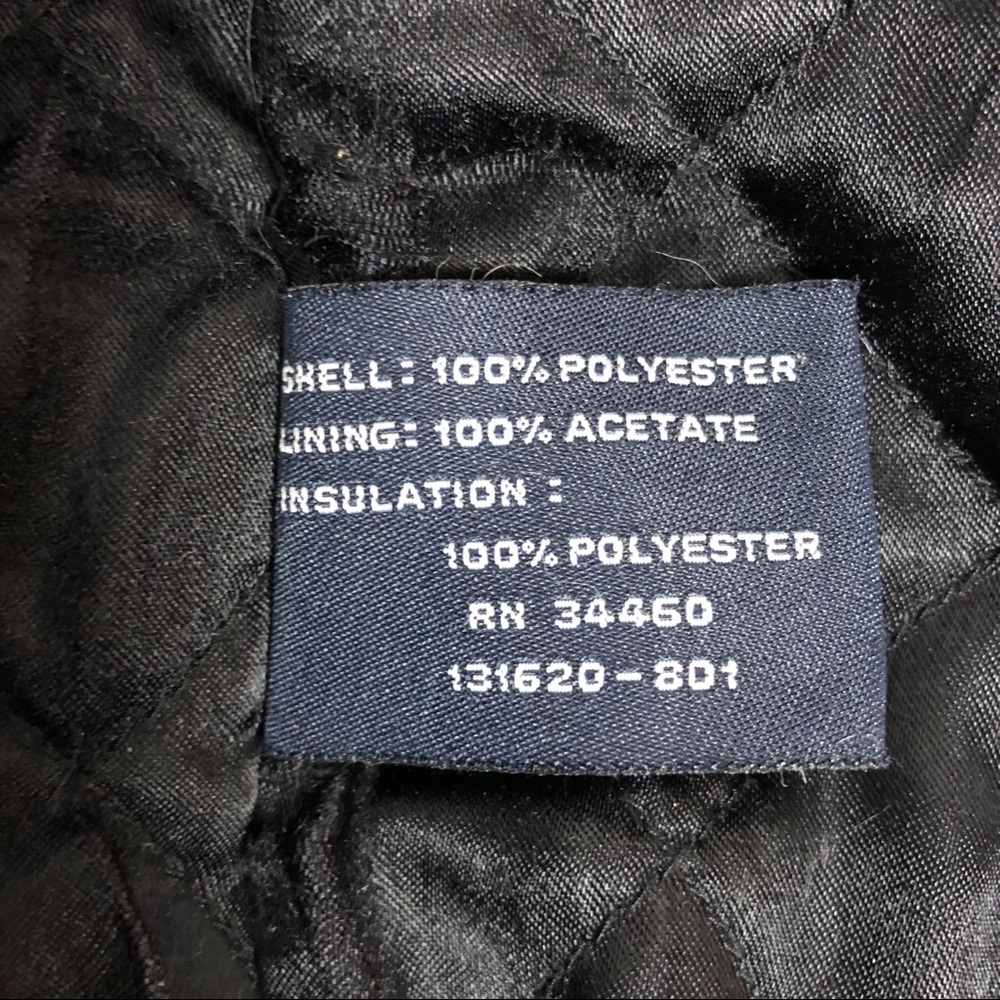 SHELL: 100% POLYESTER
LINING: 100% ACETATE
INSULATION :
100% POLYESTER
RN 34460
131620-801